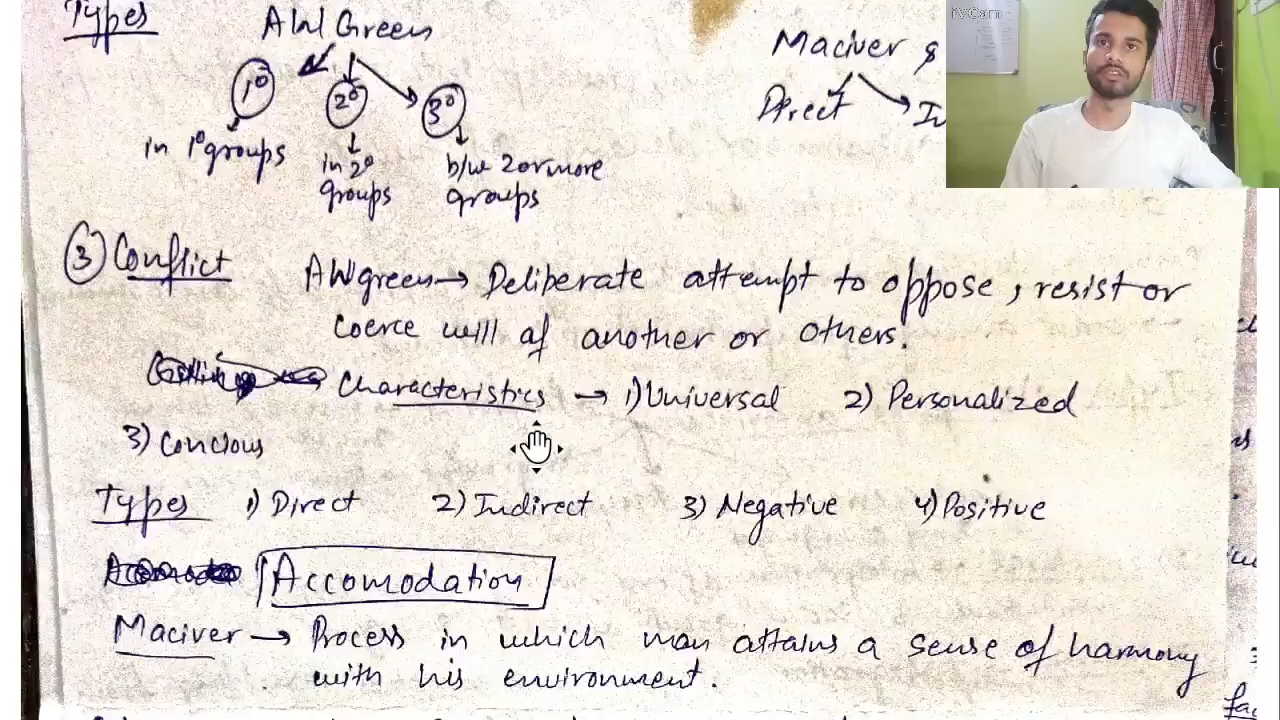 Types
A W Green
Maciver &
1° 2° 3°
Direct
in 1° groups
in 2° groups
b/w 2 or more groups
③ Conflict AW green → Deliberate attempt to oppose, resist or
coerce will of another or others.
Characteristics → 1) Universal 2) Personalized
3) Concious
Types 1) Direct 2) Indirect 3) Negative 4) Positive
Accomodation
Maciver → Process in which man attains a sense of harmony
with his environment.